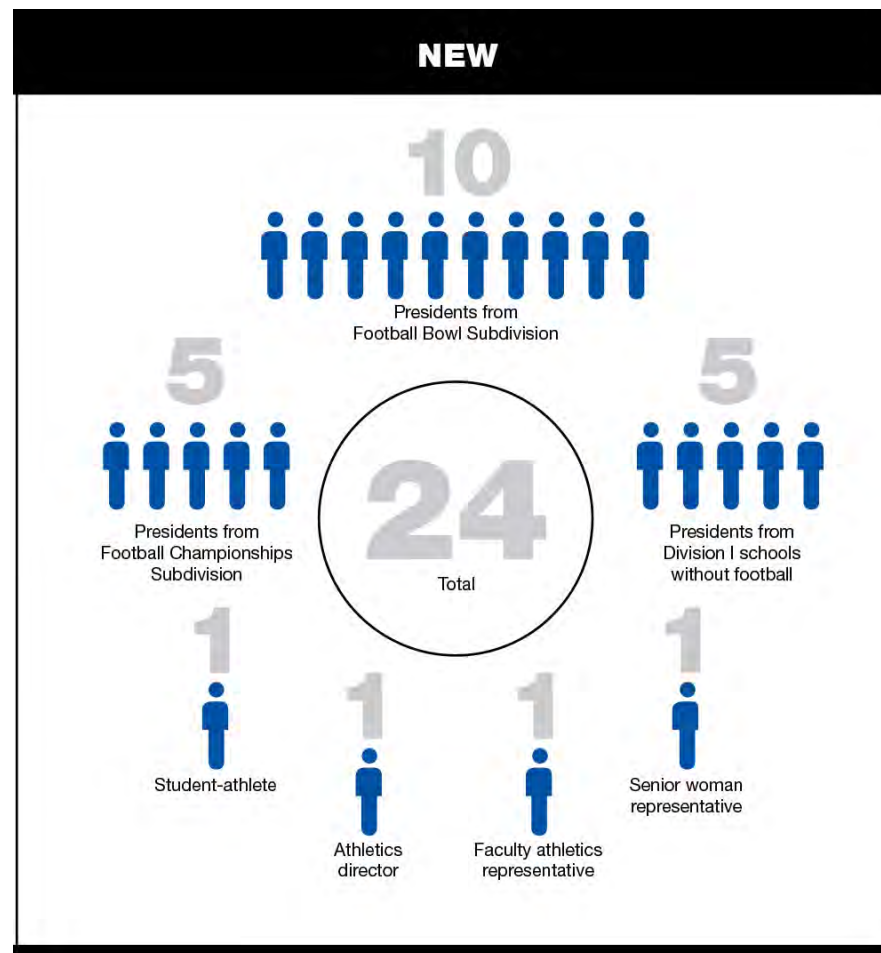 NEW
10
Presidents from
Football Bowl Subdivision
5
Presidents from
Football Championships
Subdivision
24
Total
5
Presidents from
Division I schools
without football
1
Student-athlete
1
Athletics
director
1
Faculty athletics
representative
1
Senior woman
representative